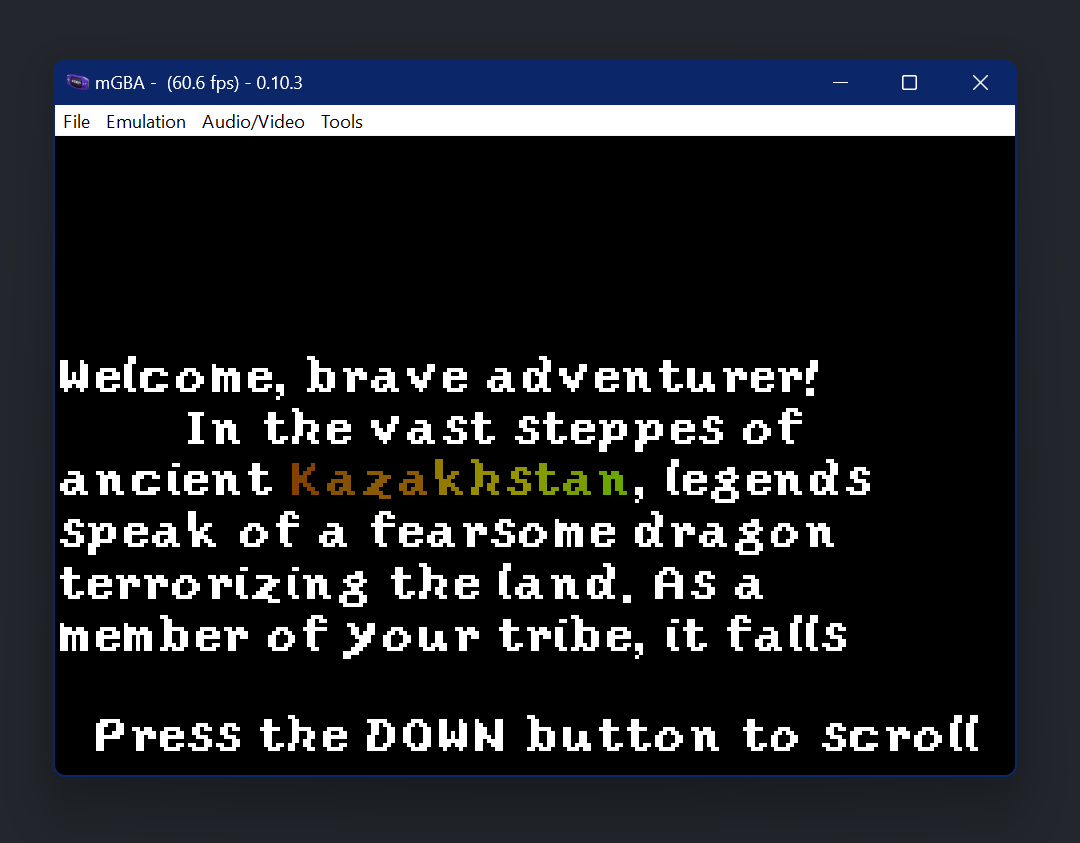 mGBA -  (60.6 fps) - 0.10.3
File Emulation Audio/Video Tools
Welcome, brave adventurer!
In the vast steppes of
ancient Kazakhstan, legends
speak of a fearsome dragon
terrorizing the land. As a
member of your tribe, it falls
Press the DOWN button to scroll